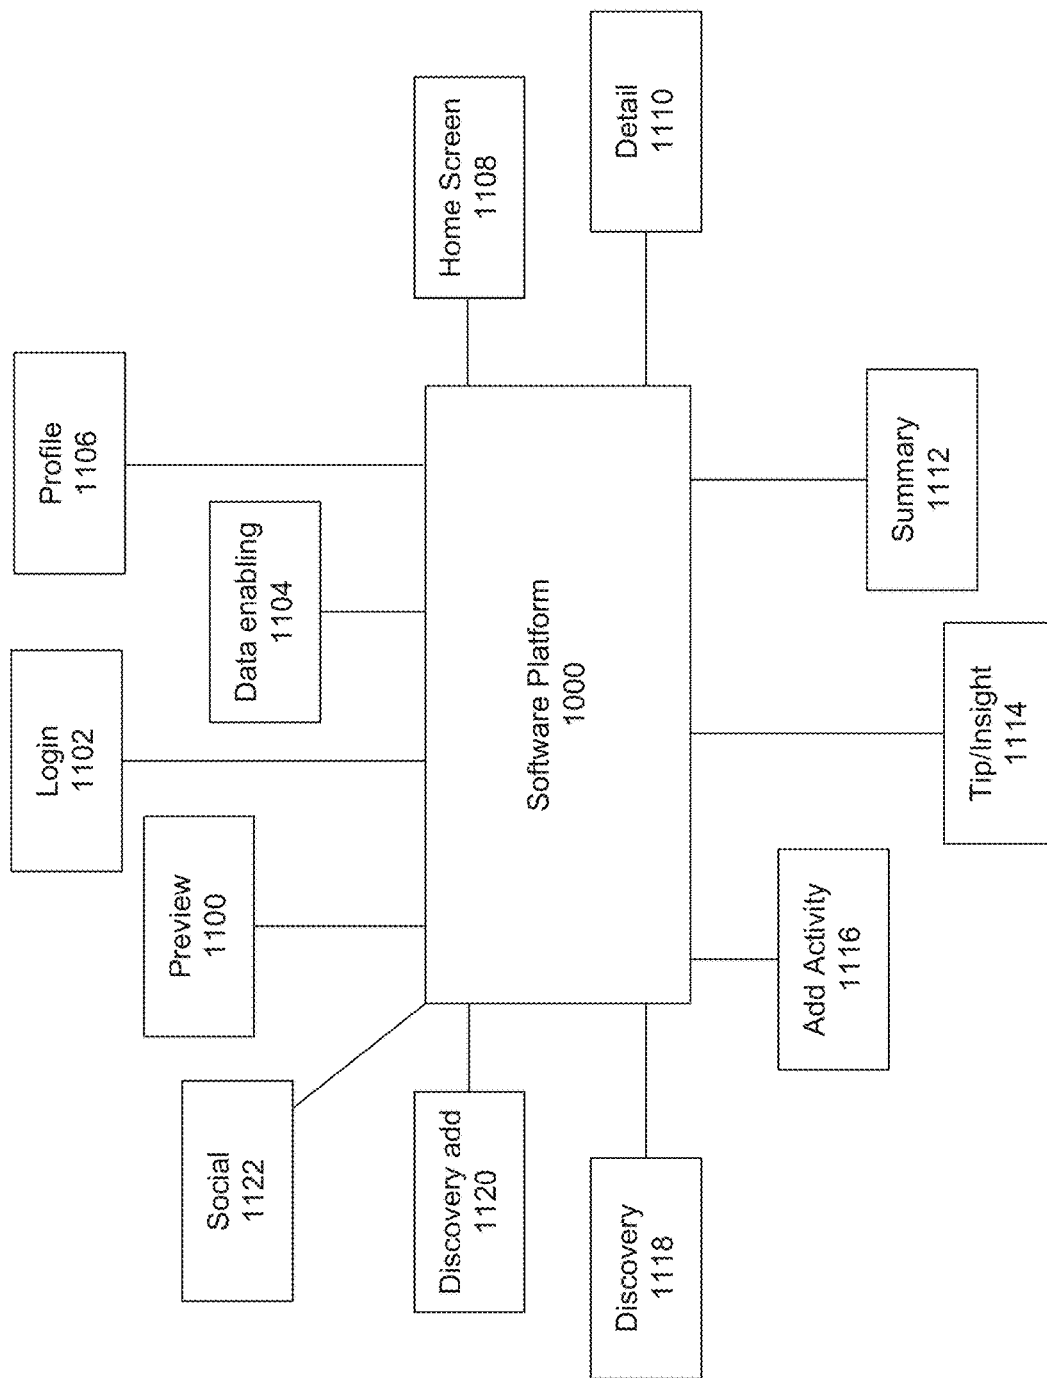 Preview
1100
Login
1102
Data enabling
1104
Profile
1106
Home Screen
1108
Detail
1110
Summary
1112
Tip/Insight
1114
Add Activity
1116
Discovery
1118
Discovery add
1120
Social
1122
Software Platform
1000